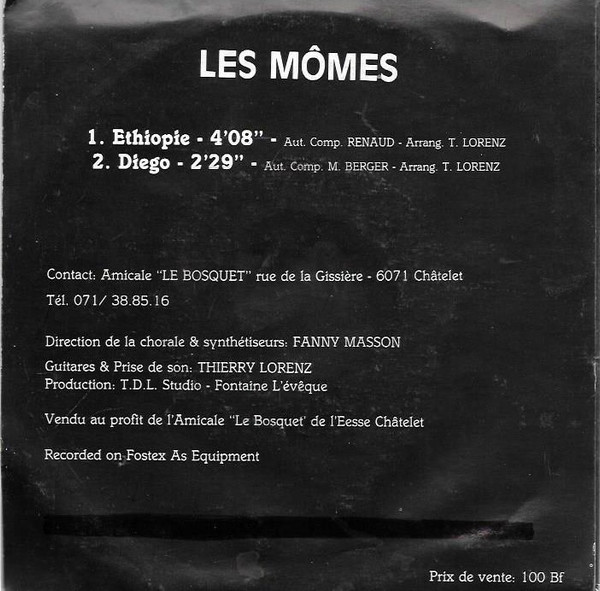 LES MÔMES
1. Ethiopie - 4'08" - Aut. Comp. RENAUD - Arrang. T. LORENZ
2. Diego - 2'29" - Aut. Comp. M. BERGER - Arrang. T. LORENZ
Contact: Amicale "LE BOSQUET" rue de la Gissière - 6071 Châtelet
Tél. 071/ 38.85.16
Direction de la chorale & synthétiseurs: FANNY MASSON
Guitares & Prise de son: THIERRY LORENZ
Production: T.D.L. Studio - Fontaine L'évêque
Vendu au profit de l'Amicale "Le Bosquet' de l'Eesse Châtelet
Recorded on Fostex As Equipment
Prix de vente: 100 Bf